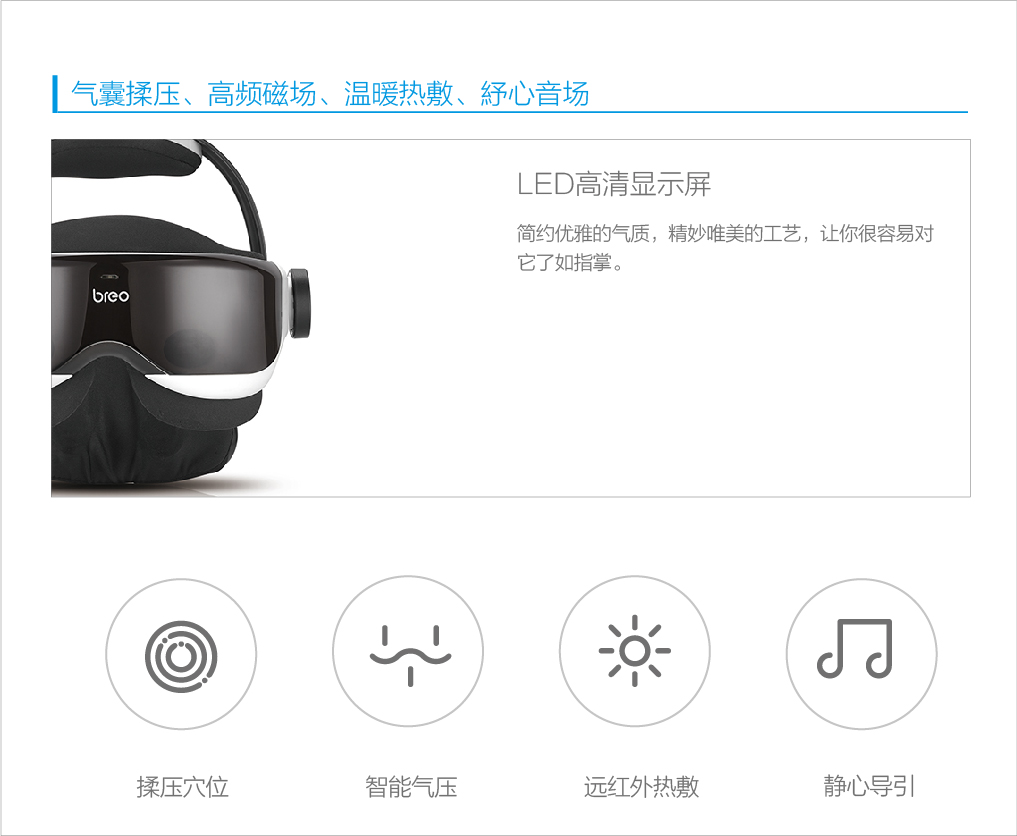 气囊揉压、高频磁场、温暖热敷、紓心音场
LED高清显示屏
简约优雅的气质，精妙唯美的工艺，让你很容易对
它了如指掌。
breo
揉压穴位
智能气压
远红外热敷
静心导引